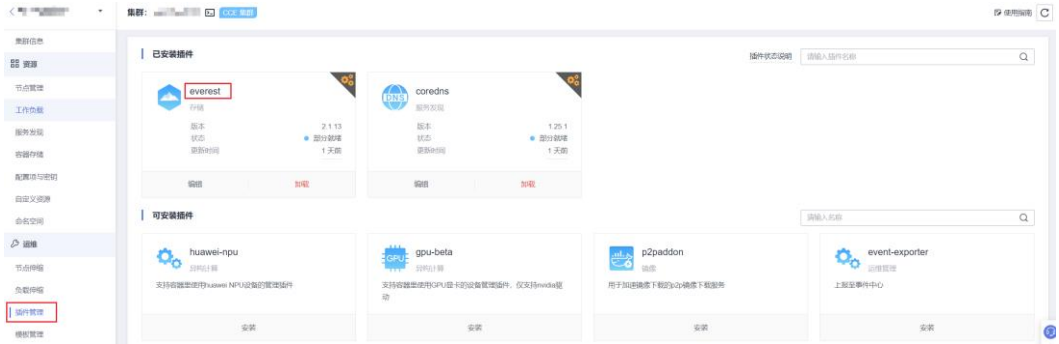 集群： CCE 集群
使用指南
集群信息
资源
节点管理
工作负载
服务发现
容器存储
配置项与密钥
自定义资源
命名空间
运维
节点伸缩
负载伸缩
插件管理
模板管理
已安装插件
插件状态说明
请输入插件名称
everest
存储
版本 2.1.13
状态 部分就绪
更新时间 1 天前
编辑 卸载
coredns
服务发现
版本 1.25.1
状态 部分就绪
更新时间 1 天前
编辑 卸载
可安装插件
请输入名称
huawei-npu
异构计算
支持容器里使用huawei NPU设备的管理插件
安装
gpu-beta
异构计算
支持容器里使用GPU显卡的设备管理插件，仅支持nvidia驱
动
安装
p2paddon
镜像
用于加速镜像下载的p2p镜像下载服务
安装
event-exporter
运维管理
上报至事件中心
安装
DNS
GPU